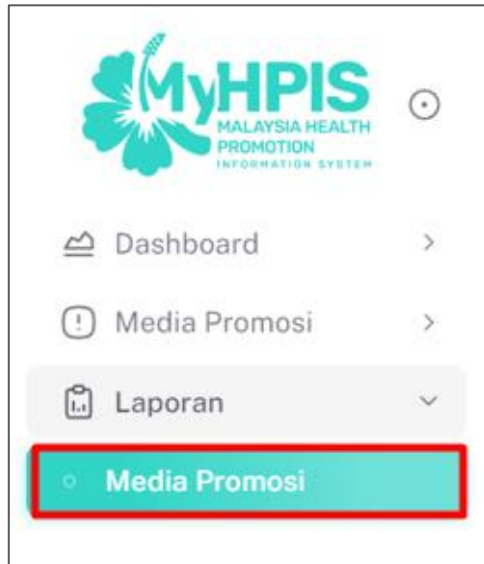 MyHPIS
MALAYSIA HEALTH
PROMOTION
INFORMATION SYSTEM
Dashboard
Media Promosi
Laporan
Media Promosi